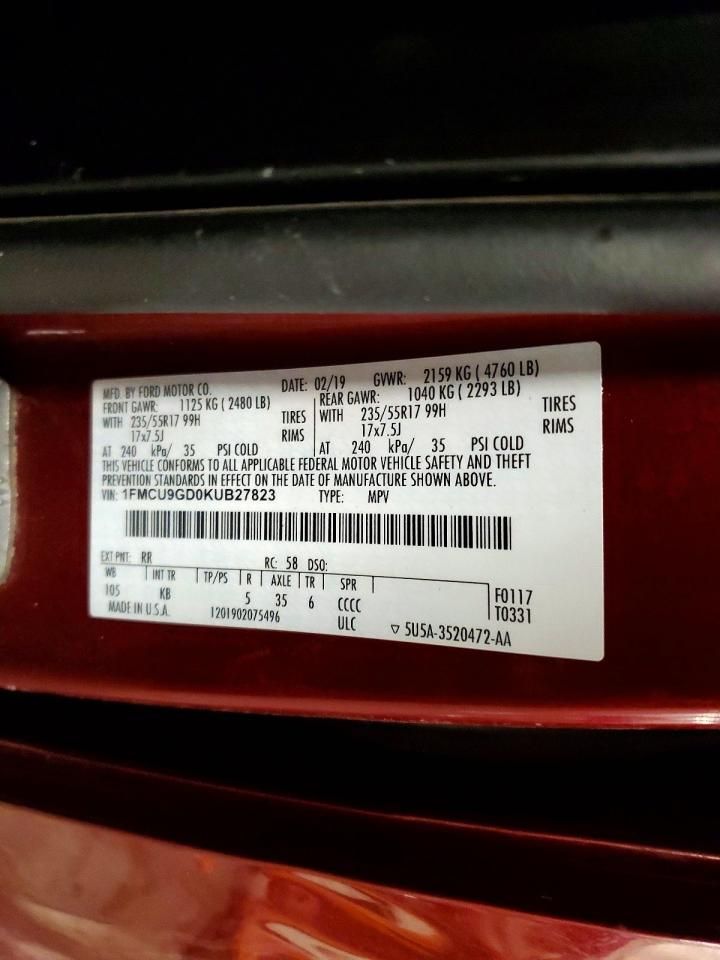 MFD. BY FORD MOTOR CO. DATE: 02/19 GVWR: 2159 KG ( 4760 LB)
FRONT GAWR: 1125 KG ( 2480 LB) REAR GAWR: 1040 KG ( 2293 LB)
WITH 235/55R17 99H TIRES WITH 235/55R17 99H TIRES
17x7.5J RIMS 17x7.5J RIMS
AT 240 kPa/ 35 PSI COLD AT 240 kPa/ 35 PSI COLD
THIS VEHICLE CONFORMS TO ALL APPLICABLE FEDERAL MOTOR VEHICLE SAFETY AND THEFT
PREVENTION STANDARDS IN EFFECT ON THE DATE OF MANUFACTURE SHOWN ABOVE.
VIN: 1FMCU9GD0KUB27823 TYPE: MPV
EXT PNT: RR RC: 58 DSO:
WB INT TR TP/PS R AXLE TR SPR
105 KB 5 35 6 CCCC F0117
MADE IN U.S.A. 1201902075496 ULC T0331
▽ 5U5A-3520472-AA